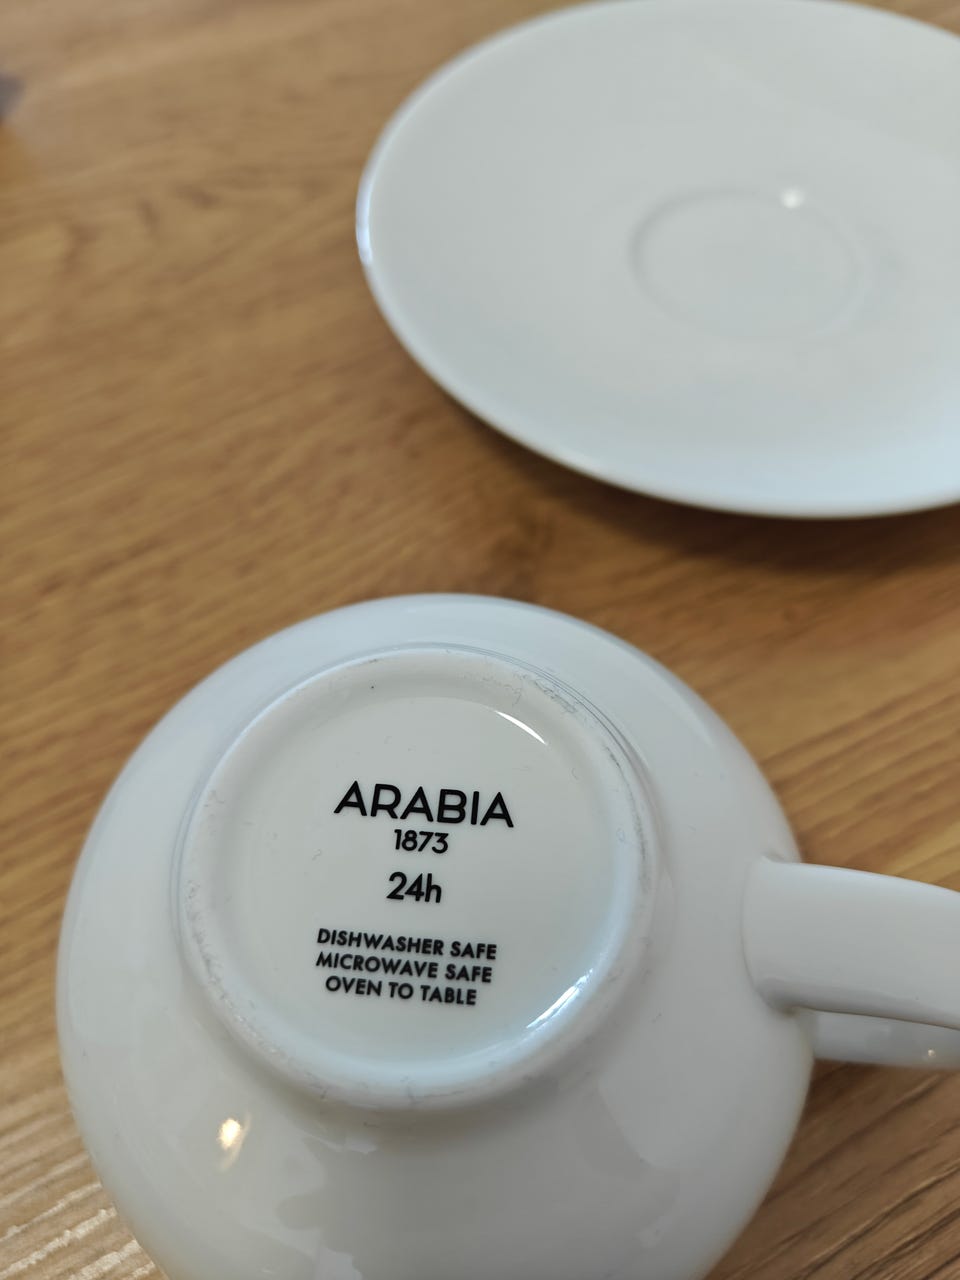 ARABIA
1873
24h
DISHWASHER SAFE
MICROWAVE SAFE
OVEN TO TABLE